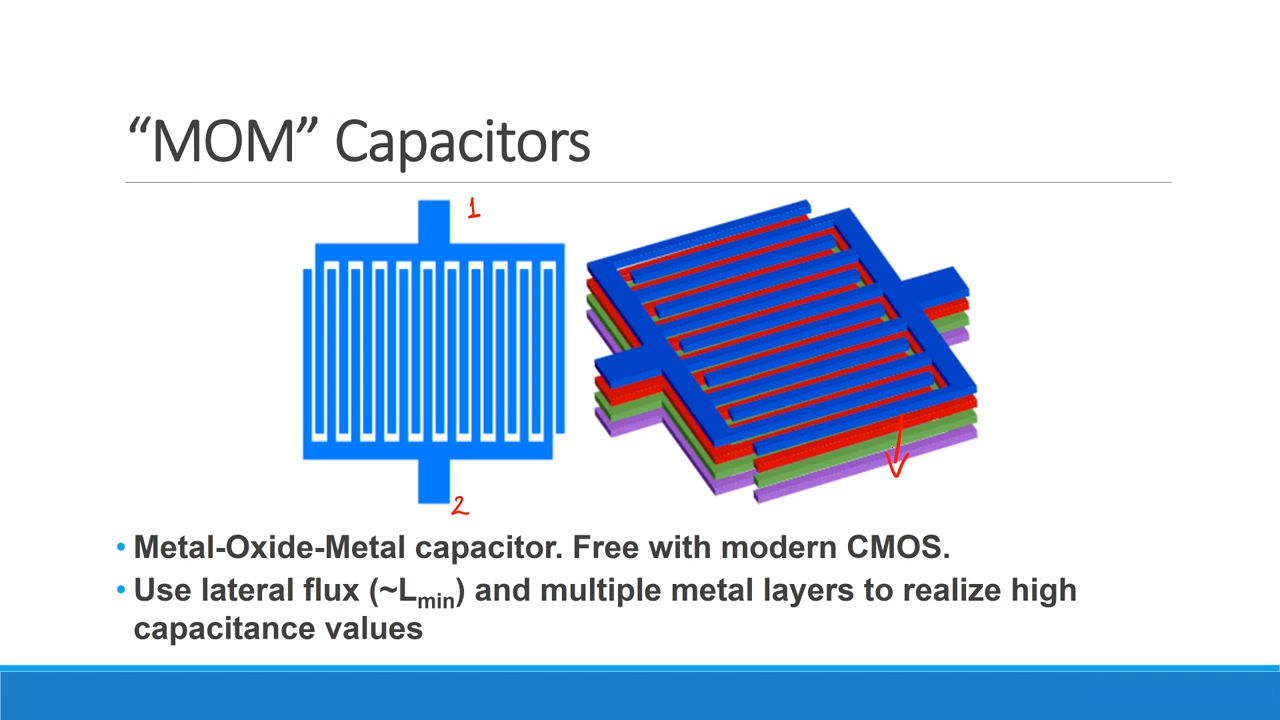 “MOM” Capacitors
1
2
• Metal-Oxide-Metal capacitor. Free with modern CMOS.
• Use lateral flux (~Lmin) and multiple metal layers to realize high
capacitance values